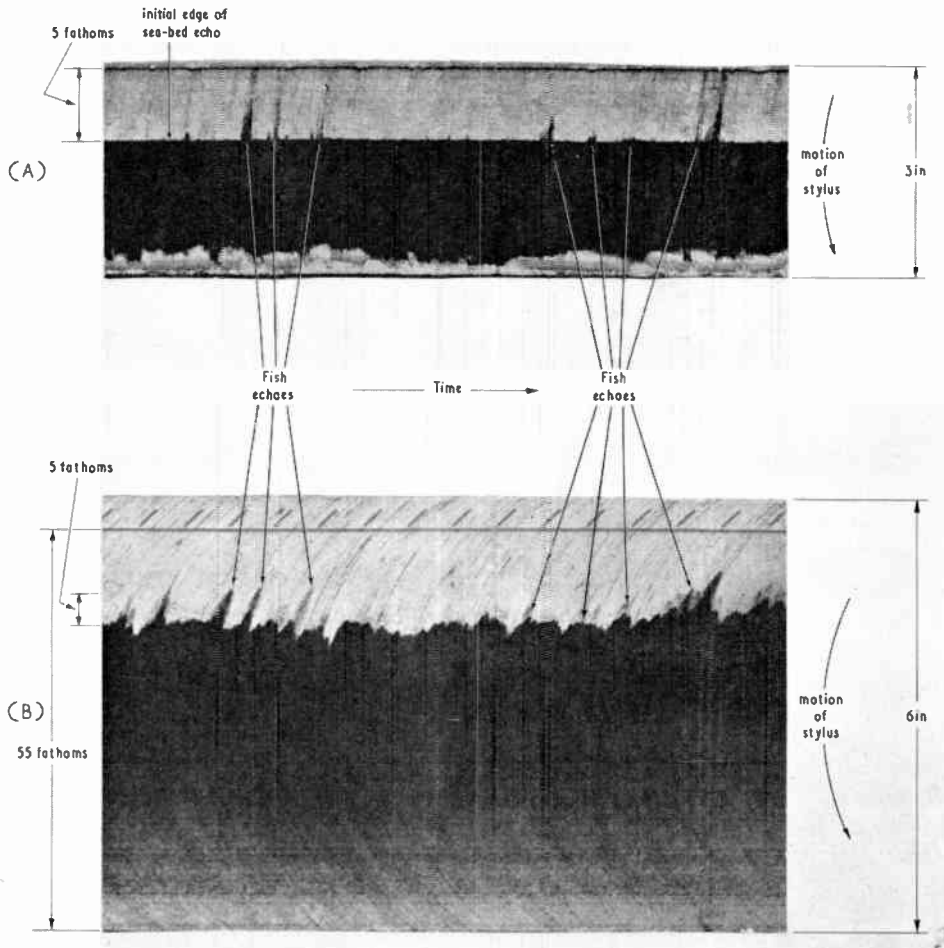 initial edge of
sea-bed echo
5 fathoms
(A)
motion
of
stylus
3in
Fish
echoes
Time
Fish
echoes
5 fathoms
(B)
55 fathoms
motion
of
stylus
6in